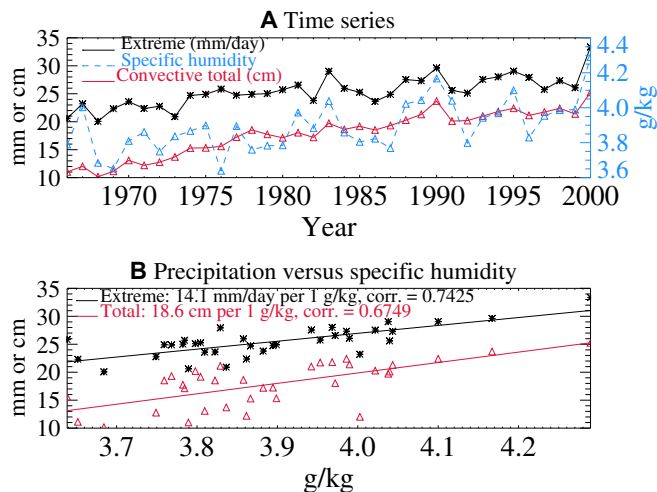 A Time series
35
30
25
20
15
10
mm or cm
Extreme (mm/day)
Specific humidity
Convective total (cm)
4.4
4.2
4.0
3.8
3.6
g/kg
1970 1975 1980 1985 1990 1995 2000
Year
B Precipitation versus specific humidity
35
30
25
20
15
10
mm or cm
Extreme: 14.1 mm/day per 1 g/kg, corr. = 0.7425
Total: 18.6 cm per 1 g/kg, corr. = 0.6749
3.7 3.8 3.9 4.0 4.1 4.2
g/kg